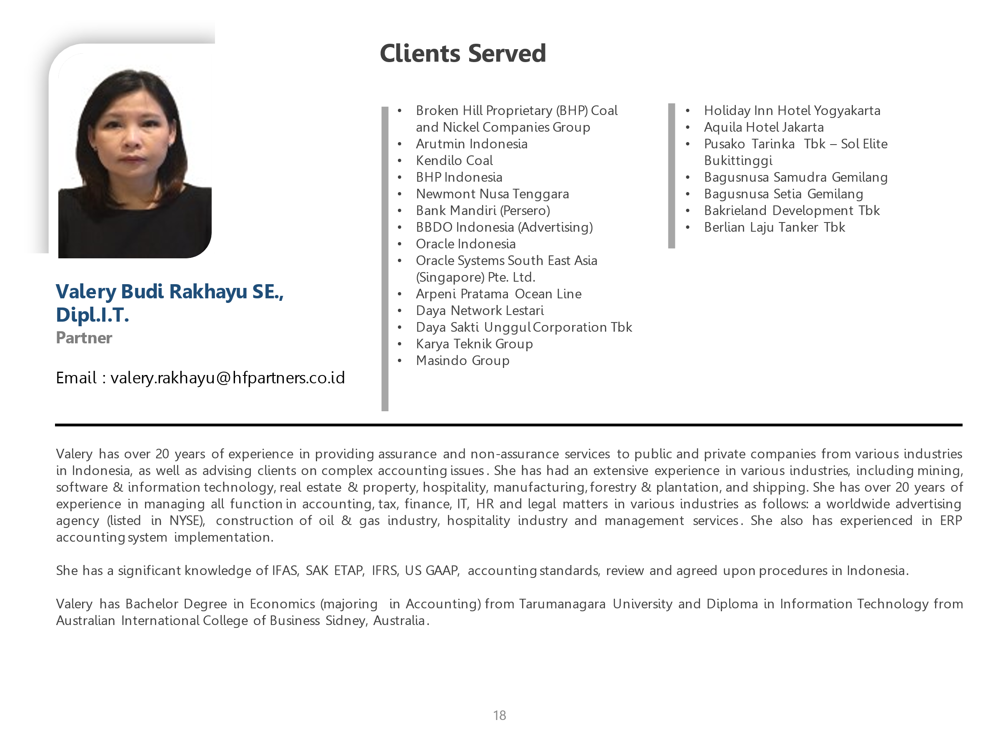 Clients Served
Valery Budi Rakhayu SE.,
Dipl.I.T.
Partner
Email : valery.rakhayu@hfpartners.co.id
• Broken Hill Proprietary (BHP) Coal
and Nickel Companies Group
• Arutmin Indonesia
• Kendilo Coal
• BHP Indonesia
• Newmont Nusa Tenggara
• Bank Mandiri (Persero)
• BBDO Indonesia (Advertising)
• Oracle Indonesia
• Oracle Systems South East Asia
(Singapore) Pte. Ltd.
• Arpeni Pratama Ocean Line
• Daya Network Lestari
• Daya Sakti Unggul Corporation Tbk
• Karya Teknik Group
• Masindo Group
• Holiday Inn Hotel Yogyakarta
• Aquila Hotel Jakarta
• Pusako Tarinka Tbk – Sol Elite
Bukittinggi
• Bagusnusa Samudra Gemilang
• Bagusnusa Setia Gemilang
• Bakrieland Development Tbk
• Berlian Laju Tanker Tbk
Valery has over 20 years of experience in providing assurance and non-assurance services to public and private companies from various industries
in Indonesia, as well as advising clients on complex accounting issues. She has had an extensive experience in various industries, including mining,
software & information technology, real estate & property, hospitality, manufacturing, forestry & plantation, and shipping. She has over 20 years of
experience in managing all function in accounting, tax, finance, IT, HR and legal matters in various industries as follows: a worldwide advertising
agency (listed in NYSE), construction of oil & gas industry, hospitality industry and management services. She also has experienced in ERP
accounting system implementation.
She has a significant knowledge of IFAS, SAK ETAP, IFRS, US GAAP, accounting standards, review and agreed upon procedures in Indonesia.
Valery has Bachelor Degree in Economics (majoring in Accounting) from Tarumanagara University and Diploma in Information Technology from
Australian International College of Business Sidney, Australia.
18